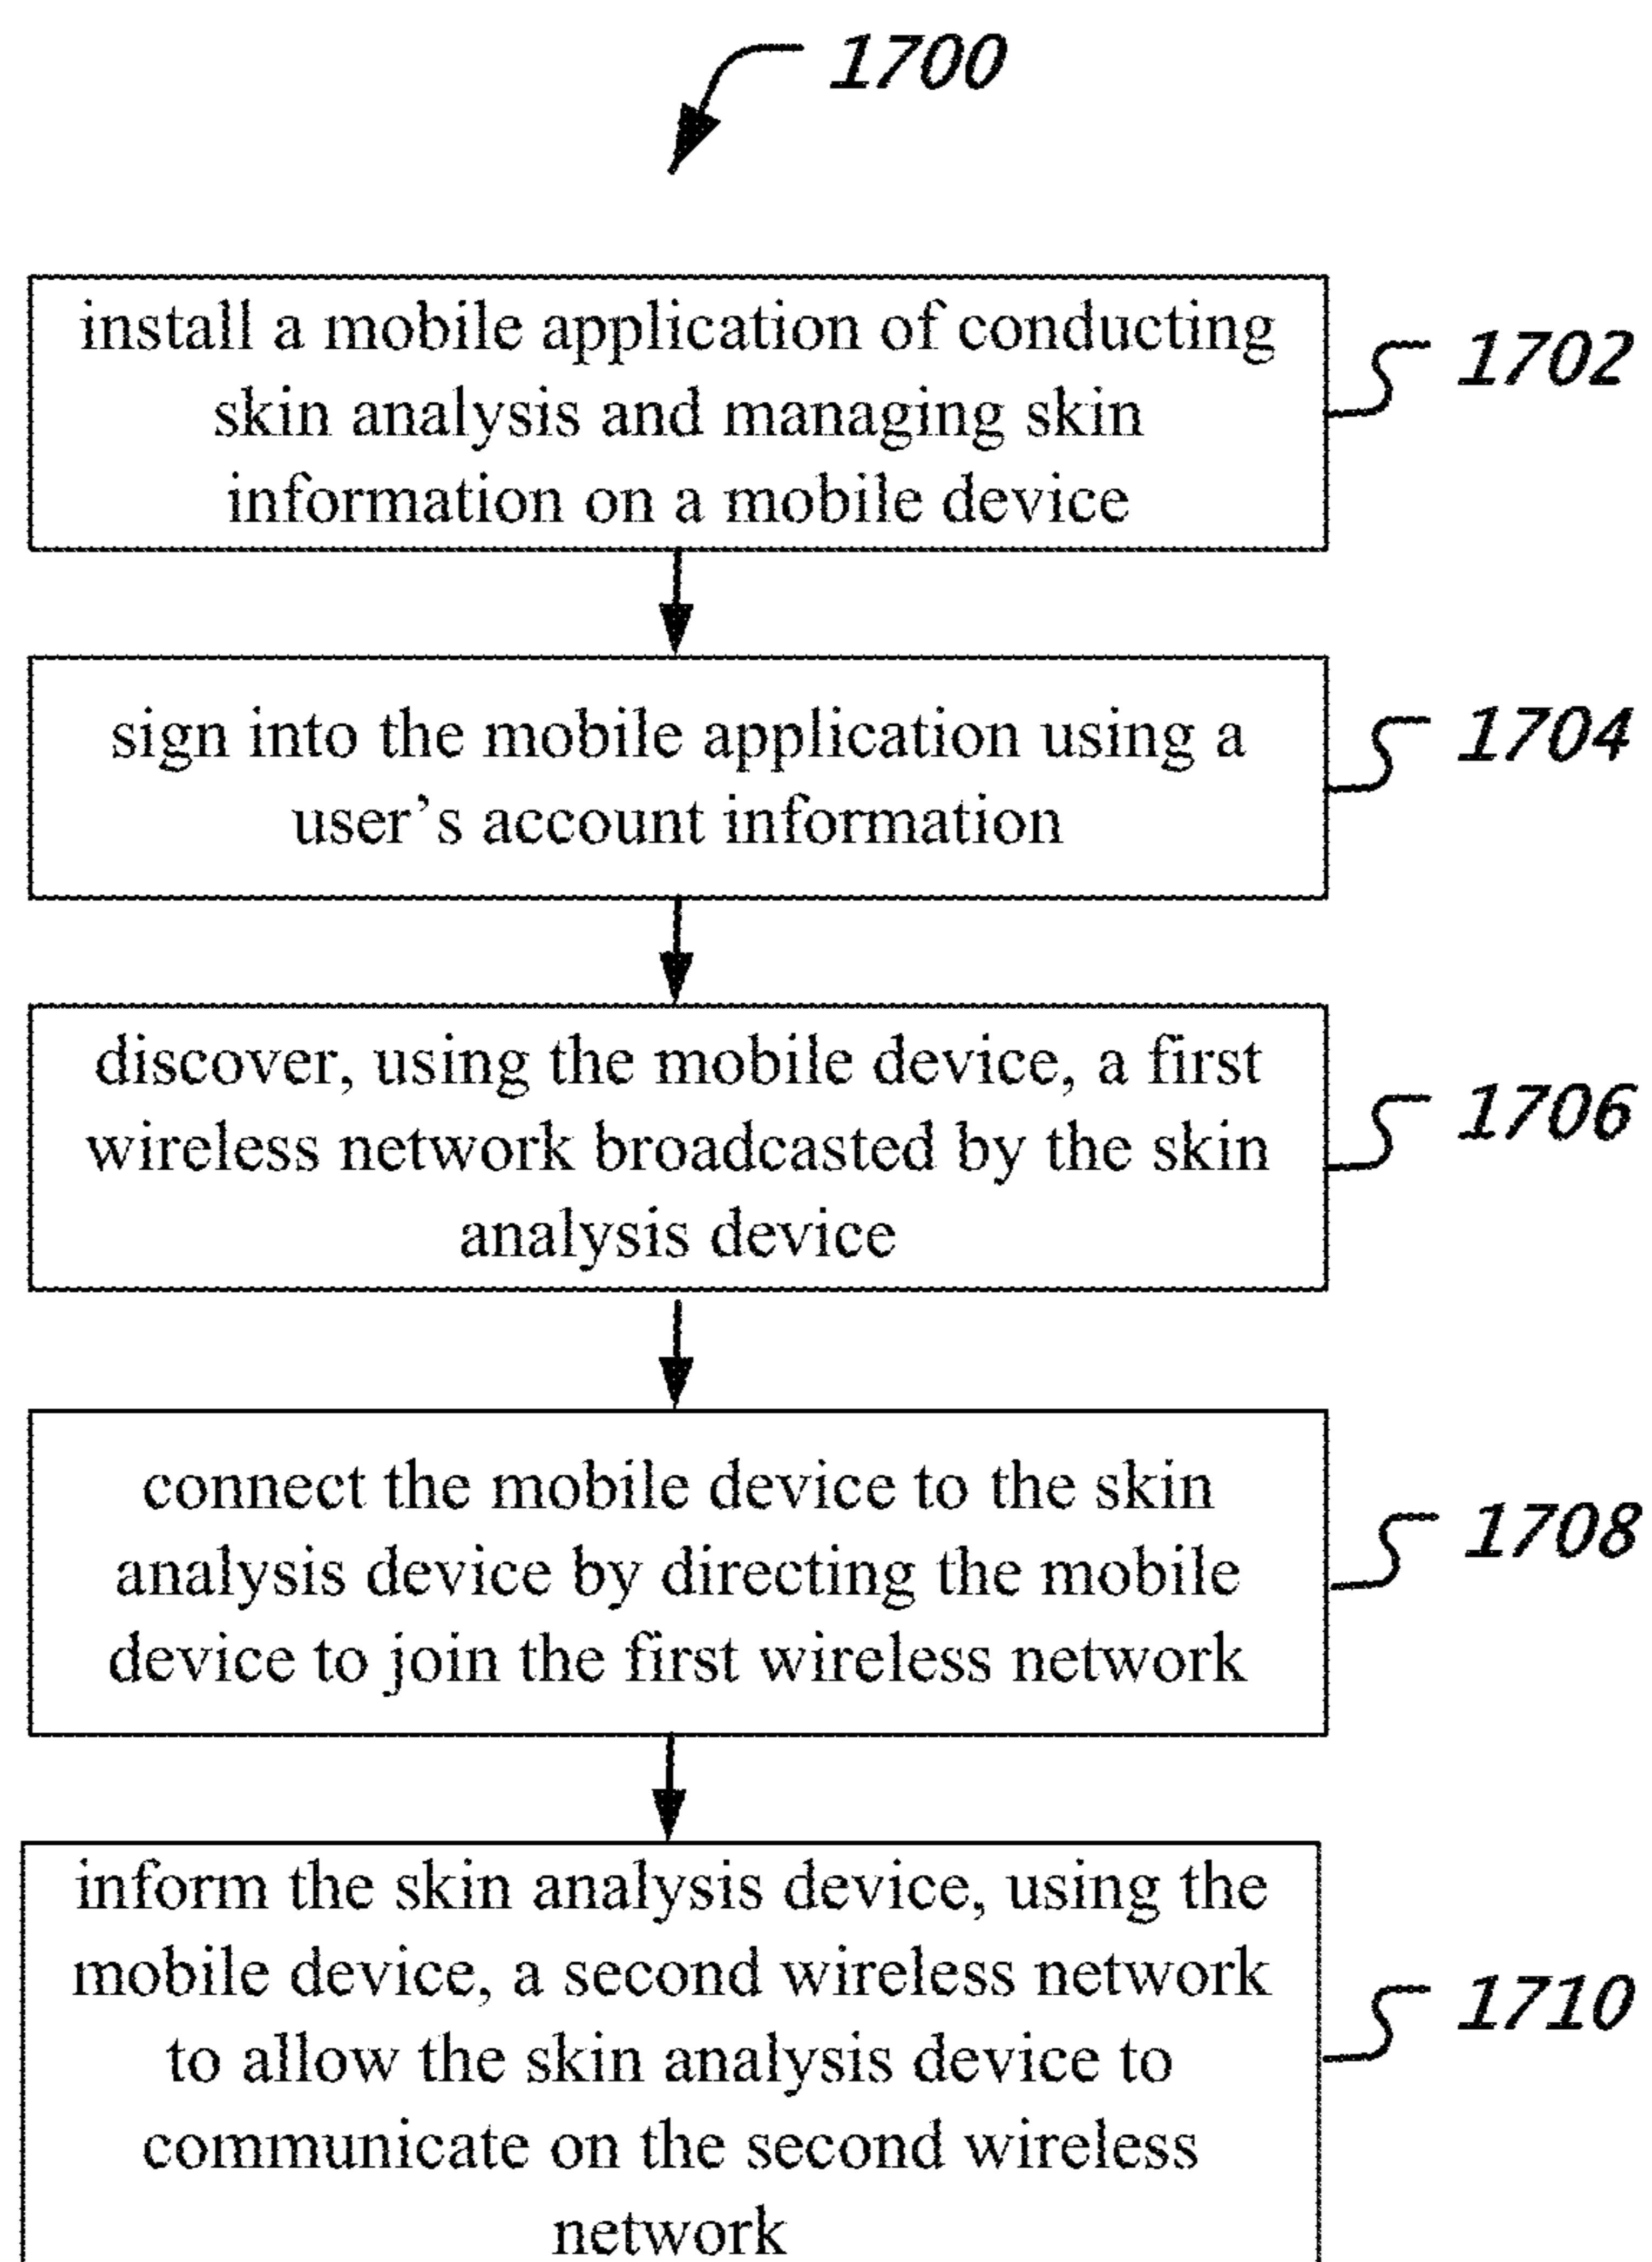 1700
install a mobile application of conducting
skin analysis and managing skin
information on a mobile device
1702
sign into the mobile application using a
user’s account information
1704
discover, using the mobile device, a first
wireless network broadcasted by the skin
analysis device
1706
connect the mobile device to the skin
analysis device by directing the mobile
device to join the first wireless network
1708
inform the skin analysis device, using the
mobile device, a second wireless network
to allow the skin analysis device to
communicate on the second wireless
network
1710